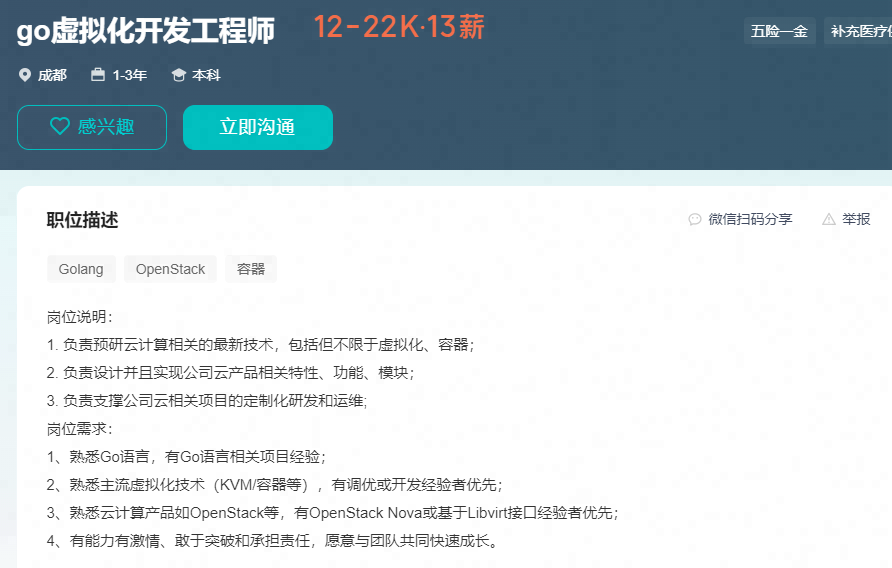 go虚拟化开发工程师 12-22K·13薪 五险一金 补充医疗
成都 1-3年 本科
感兴趣 立即沟通
职位描述 微信扫码分享 举报
Golang OpenStack 容器
岗位说明：
1. 负责预研云计算相关的最新技术，包括但不限于虚拟化、容器；
2. 负责设计并且实现公司云产品相关特性、功能、模块；
3. 负责支撑公司云相关项目的定制化研发和运维;
岗位需求：
1、熟悉Go语言，有Go语言相关项目经验；
2、熟悉主流虚拟化技术（KVM/容器等），有调优或开发经验者优先；
3、熟悉云计算产品如OpenStack等，有OpenStack Nova或基于Libvirt接口经验者优先；
4、有能力有激情、敢于突破和承担责任，愿意与团队共同快速成长。